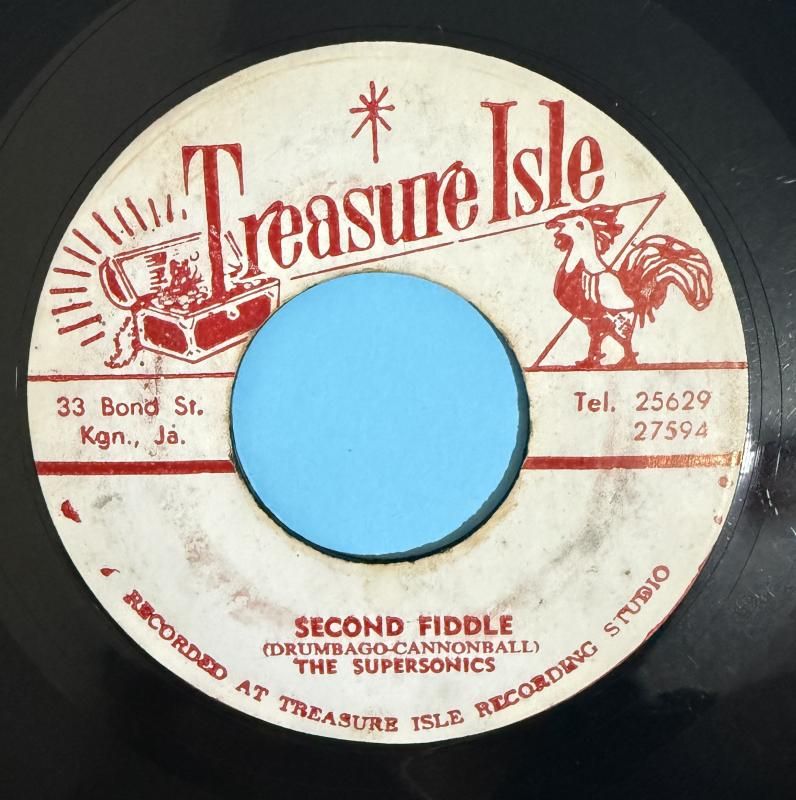 Treasure Isle
33 Bond St.
Kgn., Ja.
Tel. 25629
27594
SECOND FIDDLE
(DRUMBAGO-CANNONBALL)
THE SUPERSONICS
RECORDED AT TREASURE ISLE RECORDING STUDIO